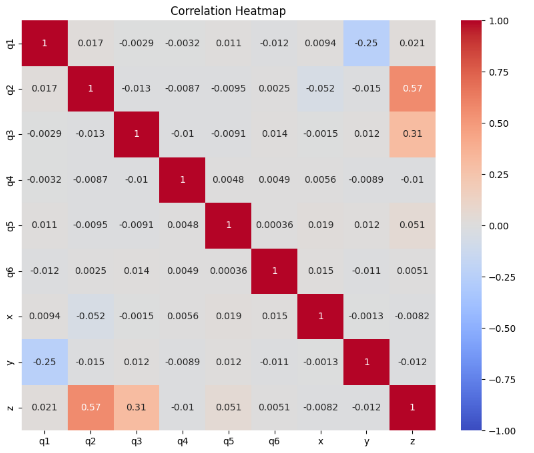 Correlation Heatmap
q1 1 0.017 -0.0029 -0.0032 0.011 -0.012 0.0094 -0.25 0.021
q2 0.017 1 -0.013 -0.0087 -0.0095 0.0025 -0.052 -0.015 0.57
q3 -0.0029 -0.013 1 -0.01 -0.0091 0.014 -0.0015 0.012 0.31
q4 -0.0032 -0.0087 -0.01 1 0.0048 0.0049 0.0056 -0.0089 -0.01
q5 0.011 -0.0095 -0.0091 0.0048 1 0.00036 0.019 0.012 0.051
q6 -0.012 0.0025 0.014 0.0049 0.00036 1 0.015 -0.011 0.0051
x 0.0094 -0.052 -0.0015 0.0056 0.019 0.015 1 -0.0013 -0.0082
y -0.25 -0.015 0.012 -0.0089 0.012 -0.011 -0.0013 1 -0.012
z 0.021 0.57 0.31 -0.01 0.051 0.0051 -0.0082 -0.012 1
q1 q2 q3 q4 q5 q6 x y z
1.00
0.75
0.50
0.25
0.00
-0.25
-0.50
-0.75
-1.00